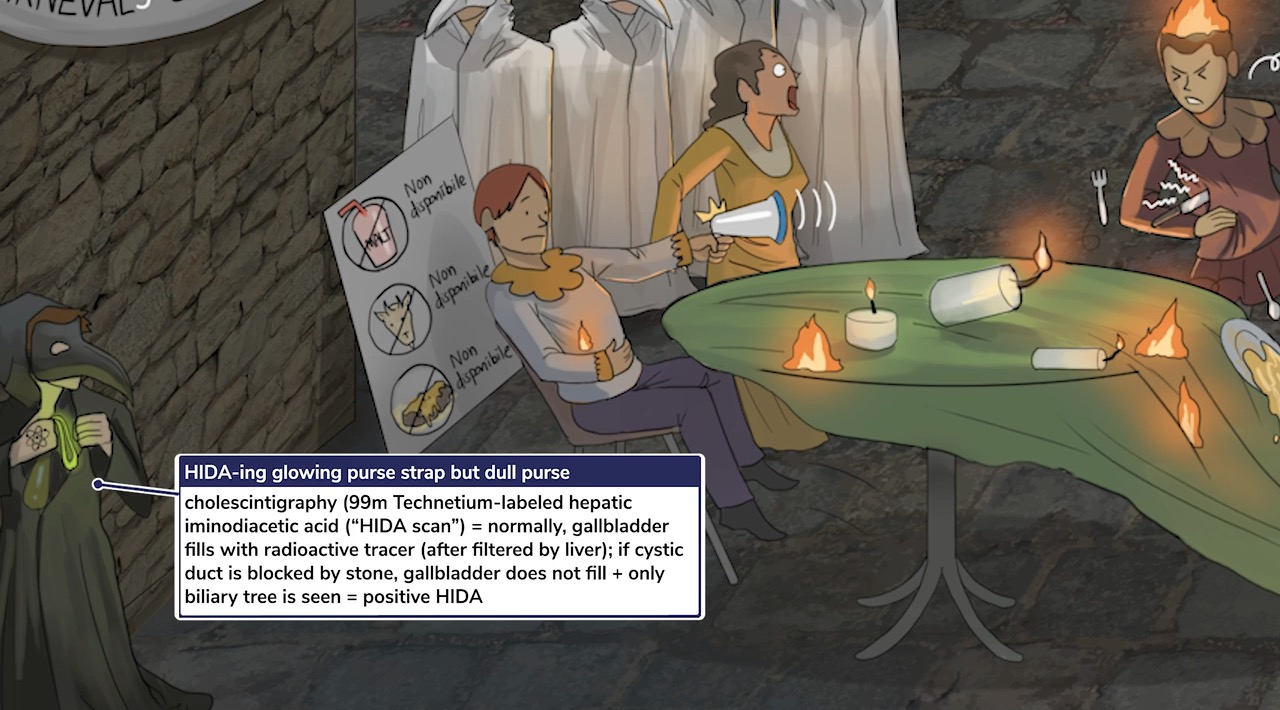 Non
disponibile
MALT
Non
disponibile
Non
disponibile
HIDA-ing glowing purse strap but dull purse
cholescintigraphy (99m Technetium-labeled hepatic
iminodiacetic acid (“HIDA scan”) = normally, gallbladder
fills with radioactive tracer (after filtered by liver); if cystic
duct is blocked by stone, gallbladder does not fill + only
biliary tree is seen = positive HIDA